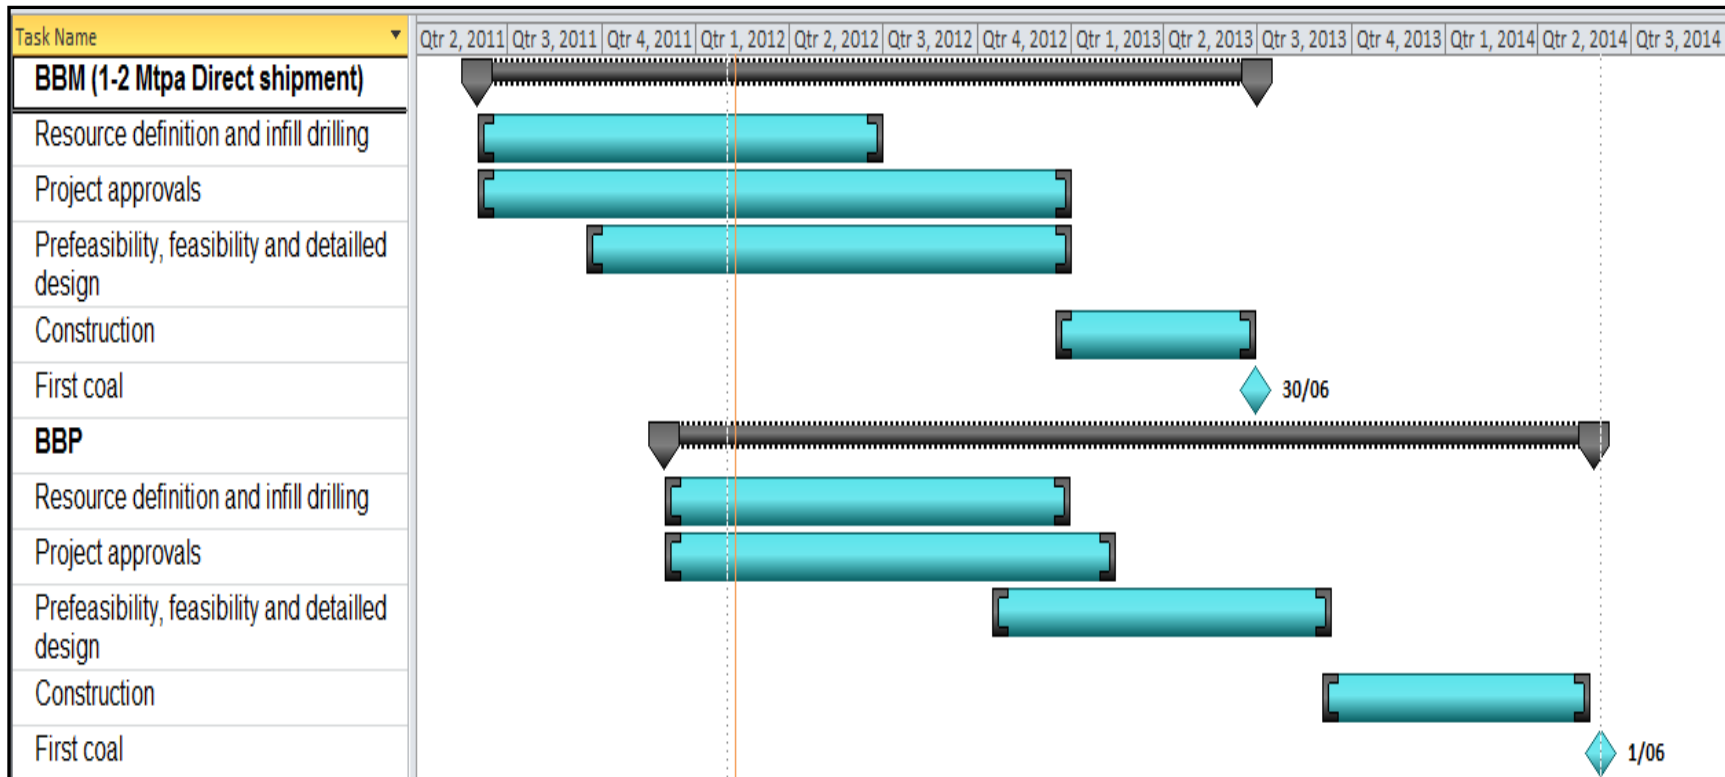 Task Name
Qtr 2, 2011 Qtr 3, 2011 Qtr 4, 2011 Qtr 1, 2012 Qtr 2, 2012 Qtr 3, 2012 Qtr 4, 2012 Qtr 1, 2013 Qtr 2, 2013 Qtr 3, 2013 Qtr 4, 2013 Qtr 1, 2014 Qtr 2, 2014 Qtr 3, 2014
BBM (1-2 Mtpa Direct shipment)
Resource definition and infill drilling
Project approvals
Prefeasibility, feasibility and detailled
design
Construction
First coal
30/06
BBP
Resource definition and infill drilling
Project approvals
Prefeasibility, feasibility and detailled
design
Construction
First coal
1/06